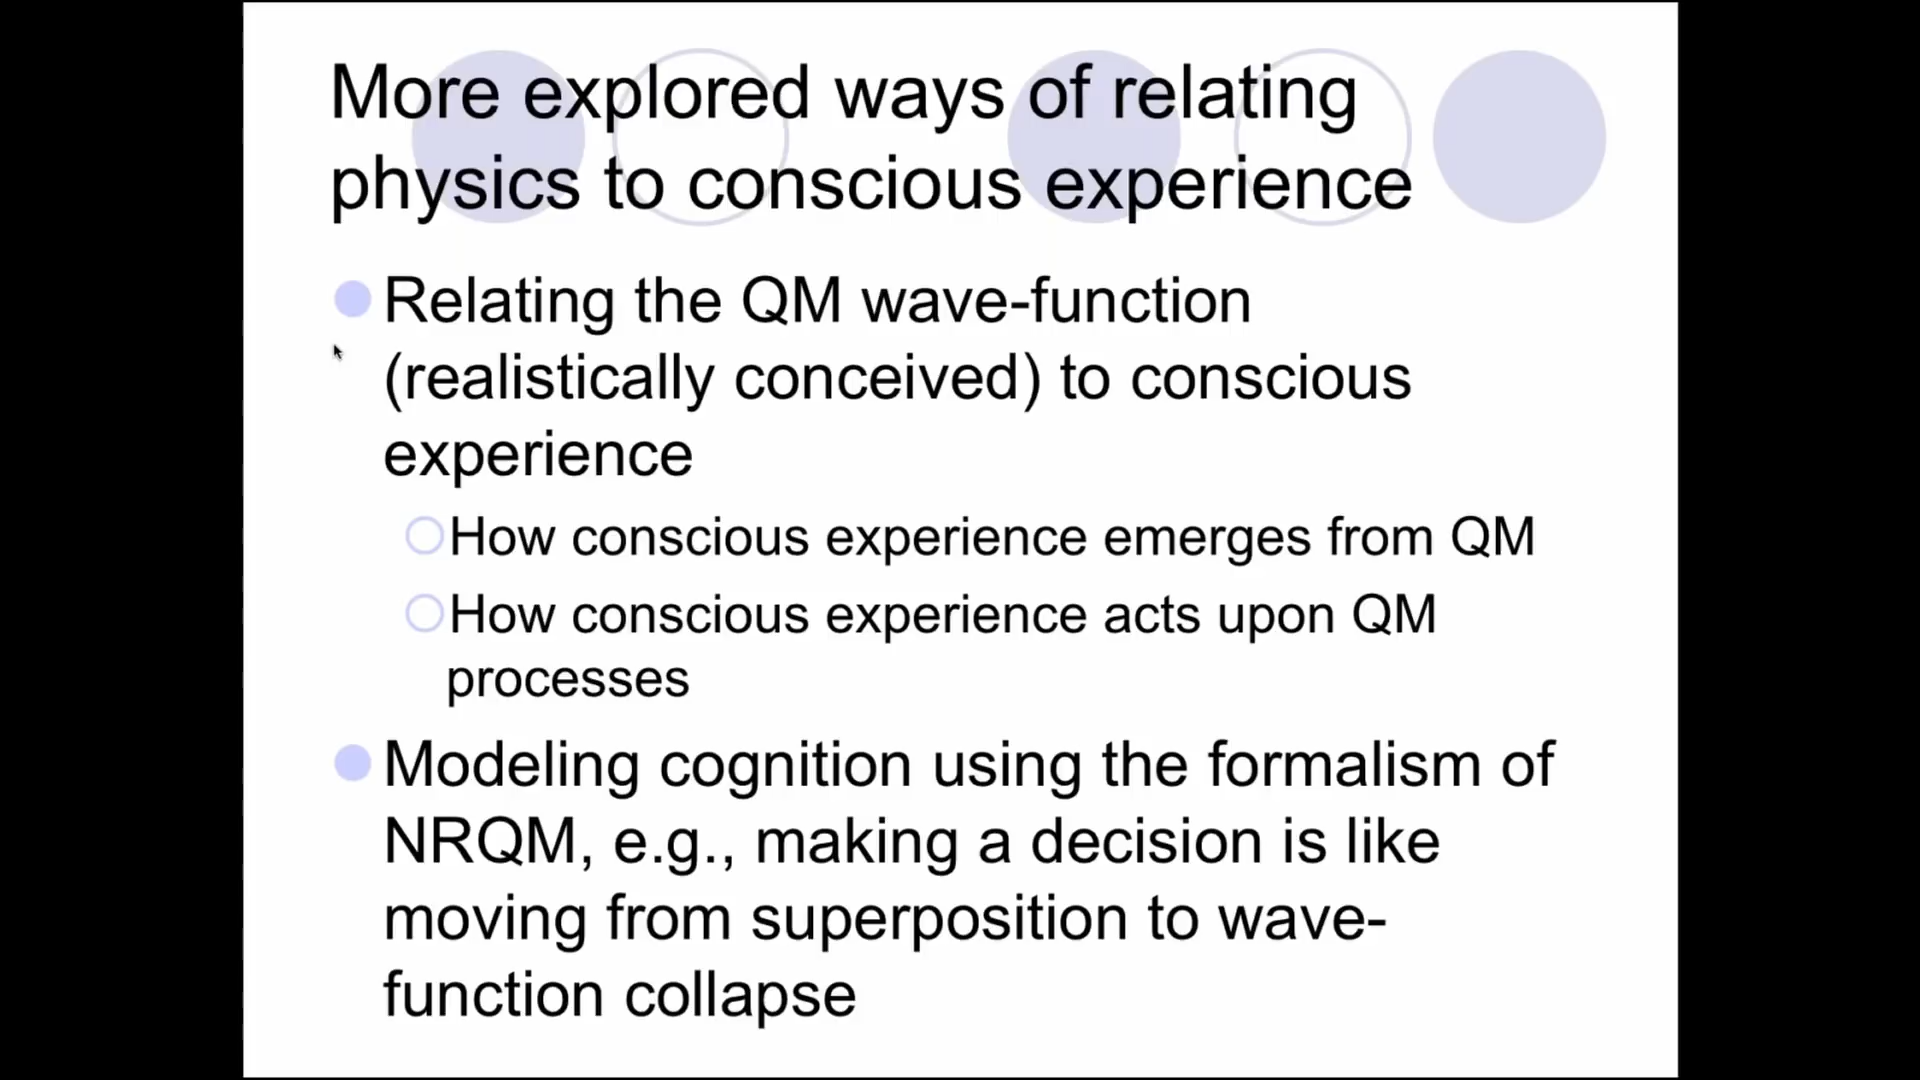 More explored ways of relating
physics to conscious experience
Relating the QM wave-function
(realistically conceived) to conscious
experience
How conscious experience emerges from QM
How conscious experience acts upon QM
processes
Modeling cognition using the formalism of
NRQM, e.g., making a decision is like
moving from superposition to wave-
function collapse